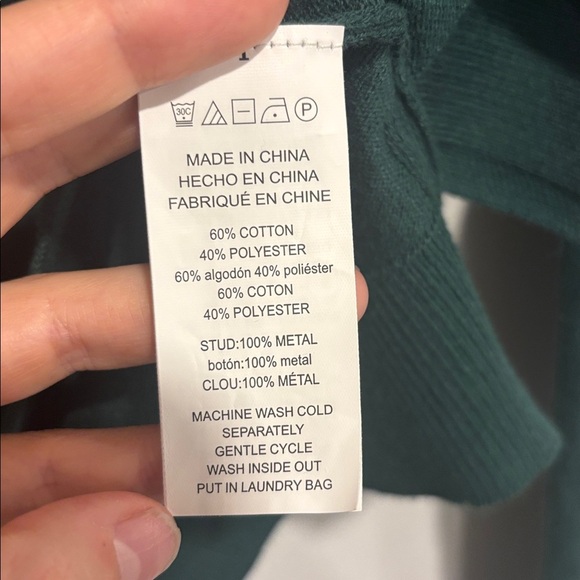 30C
P
MADE IN CHINA
HECHO EN CHINA
FABRIQUÉ EN CHINE
60% COTTON
40% POLYESTER
60% algodón 40% poliéster
60% COTON
40% POLYESTER
STUD:100% METAL
botón:100% metal
CLOU:100% MÉTAL
MACHINE WASH COLD
SEPARATELY
GENTLE CYCLE
WASH INSIDE OUT
PUT IN LAUNDRY BAG